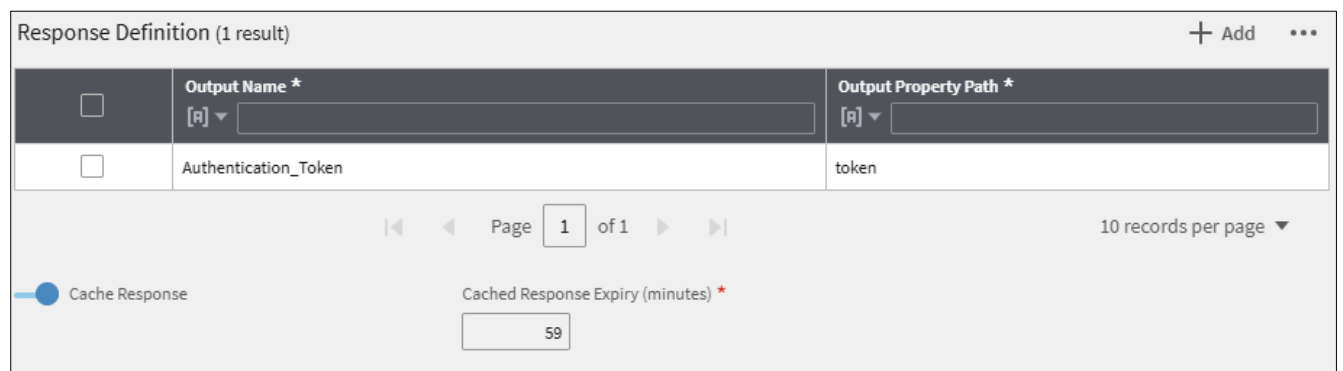 Response Definition (1 result) + Add •••
Output Name * Output Property Path *
[A] [A]
Authentication_Token token
Page 1 of 1 10 records per page
Cache Response Cached Response Expiry (minutes) *
59